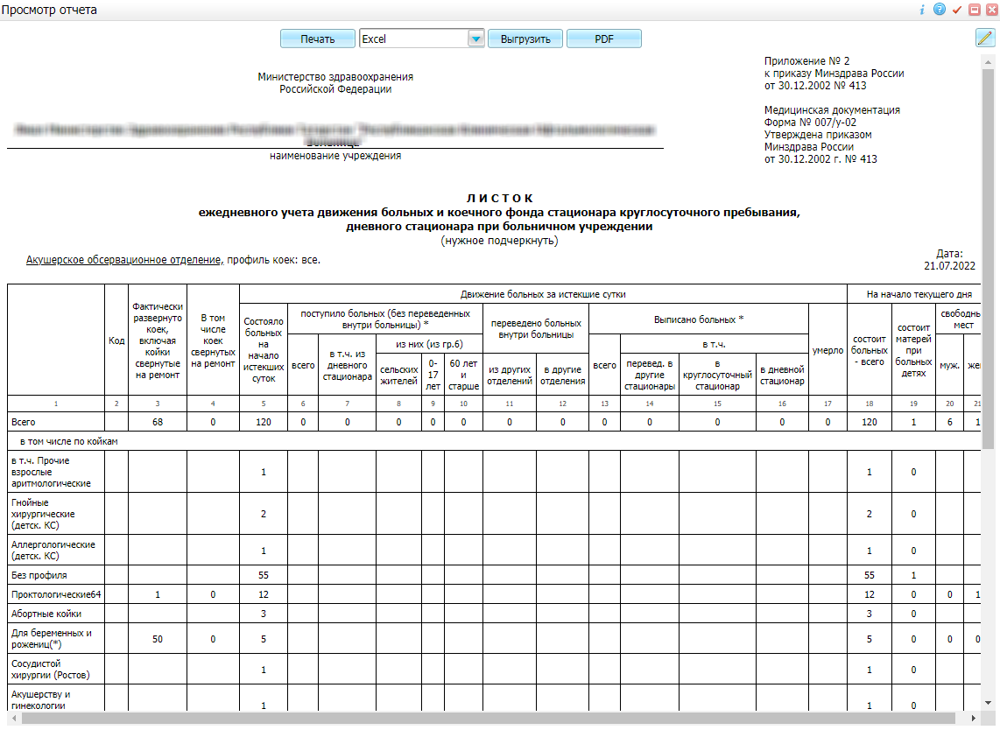 Просмотр отчета
Печать Excel Выгрузить PDF
Приложение № 2
к приказу Минздрава России
от 30.12.2002 № 413
Министерство здравоохранения
Российской Федерации
Медицинская документация
Форма № 007/у-02
Утверждена приказом
Минздрава России
от 30.12.2002 г. № 413
наименование учреждения
Л И С Т О К
ежедневного учета движения больных и коечного фонда стационара круглосуточного пребывания,
дневного стационара при больничном учреждении
(нужное подчеркнуть)
Акушерское обсервационное отделение, профиль коек: все.
Дата:
21.07.2022
Код
Фактически
развернуто
коек,
включая
койки
свернутые
на ремонт
В том
числе
коек
свернутых
на ремонт
Движение больных за истекшие сутки
На начало текущего дня
Состояло
больных
на
начало
истекших
суток
поступило больных (без переведенных
внутри больницы) *
всего
в т.ч. из
дневного
стационара
из них (из гр.6)
сельских
жителей
0-
17
лет
60 лет
и
старше
переведено больных
внутри больницы
из других
отделений
в другие
отделения
Выписано больных *
всего
в т.ч.
перевед. в
другие
стационары
в
круглосуточный
стационар
в дневной
стационар
умерло
состоит
больных
- всего
состоит
матерей
при
больных
детях
свободны
мест
муж. же
1 2 3 4 5 6 7 8 9 10 11 12 13 14 15 16 17 18 19 20 21
Всего 68 0 120 0 0 0 0 0 0 0 0 0 0 0 0 120 1 6 1
в том числе по койкам
в т.ч. Прочие
взрослые
аритмологические 1 1 0
Гнойные
хирургические
(детск. КС) 2 2 0
Аллергологические
(детск. КС) 1 1 0
Без профиля 55 55 1
Проктологические64 1 0 12 12 0 0 1
Абортные койки 3 3 0
Для беременных и
рожениц(*) 50 0 5 5 0 0 0
Сосудистой
хирургии (Ростов) 1 1 0
Акушерству и
гинекологии 1 1 0